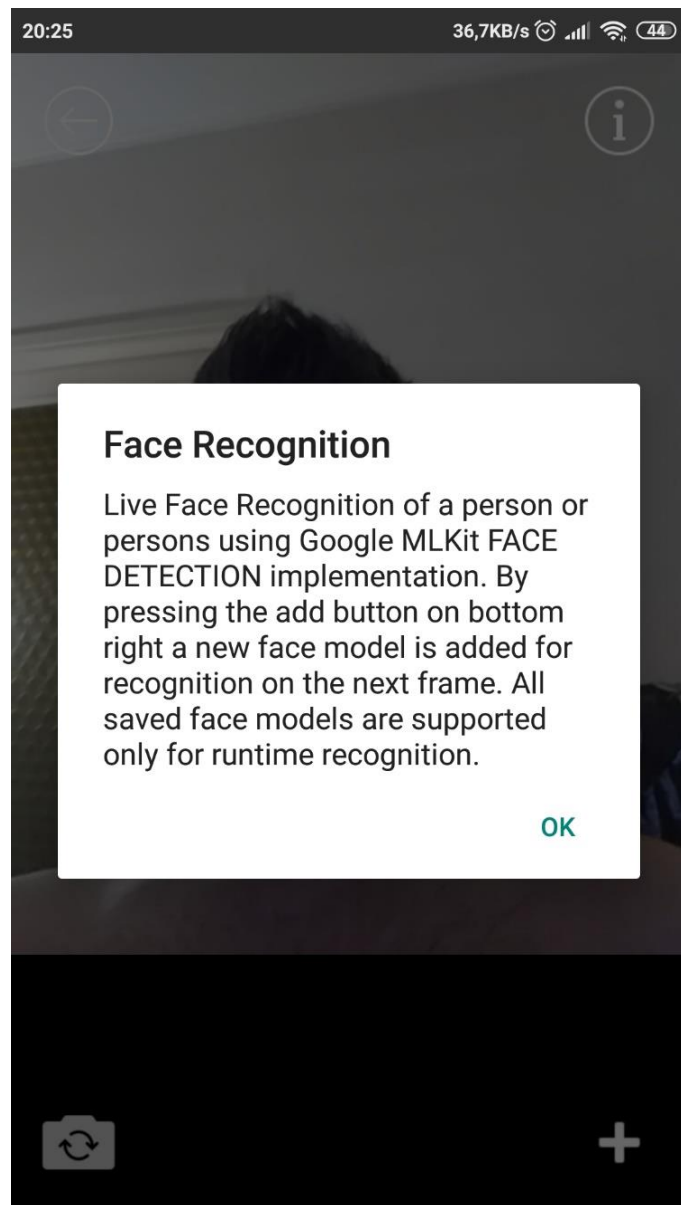 20:25 36,7KB/s 44
i
Face Recognition
Live Face Recognition of a person or
persons using Google MLKit FACE
DETECTION implementation. By
pressing the add button on bottom
right a new face model is added for
recognition on the next frame. All
saved face models are supported
only for runtime recognition.
OK